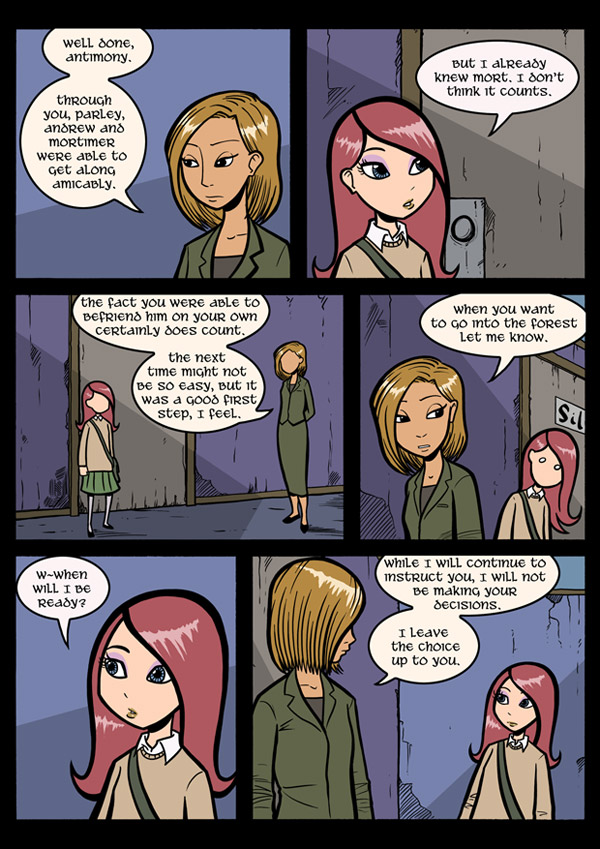 Well done,
Antimony.
Through
you, Parley,
Andrew and
Mortimer
were able to
get along
amicably.
But I already
knew Mort. I don't
think it counts.
The fact you were able to
befriend him on your own
certainly does count.
The next
time might not
be so easy, but it
was a good first
step, I feel.
When you want
to go into the forest
let me know.
Sil
W-when
will I be
ready?
While I will continue to
instruct you, I will not
be making your
decisions.
I leave
the choice
up to you.